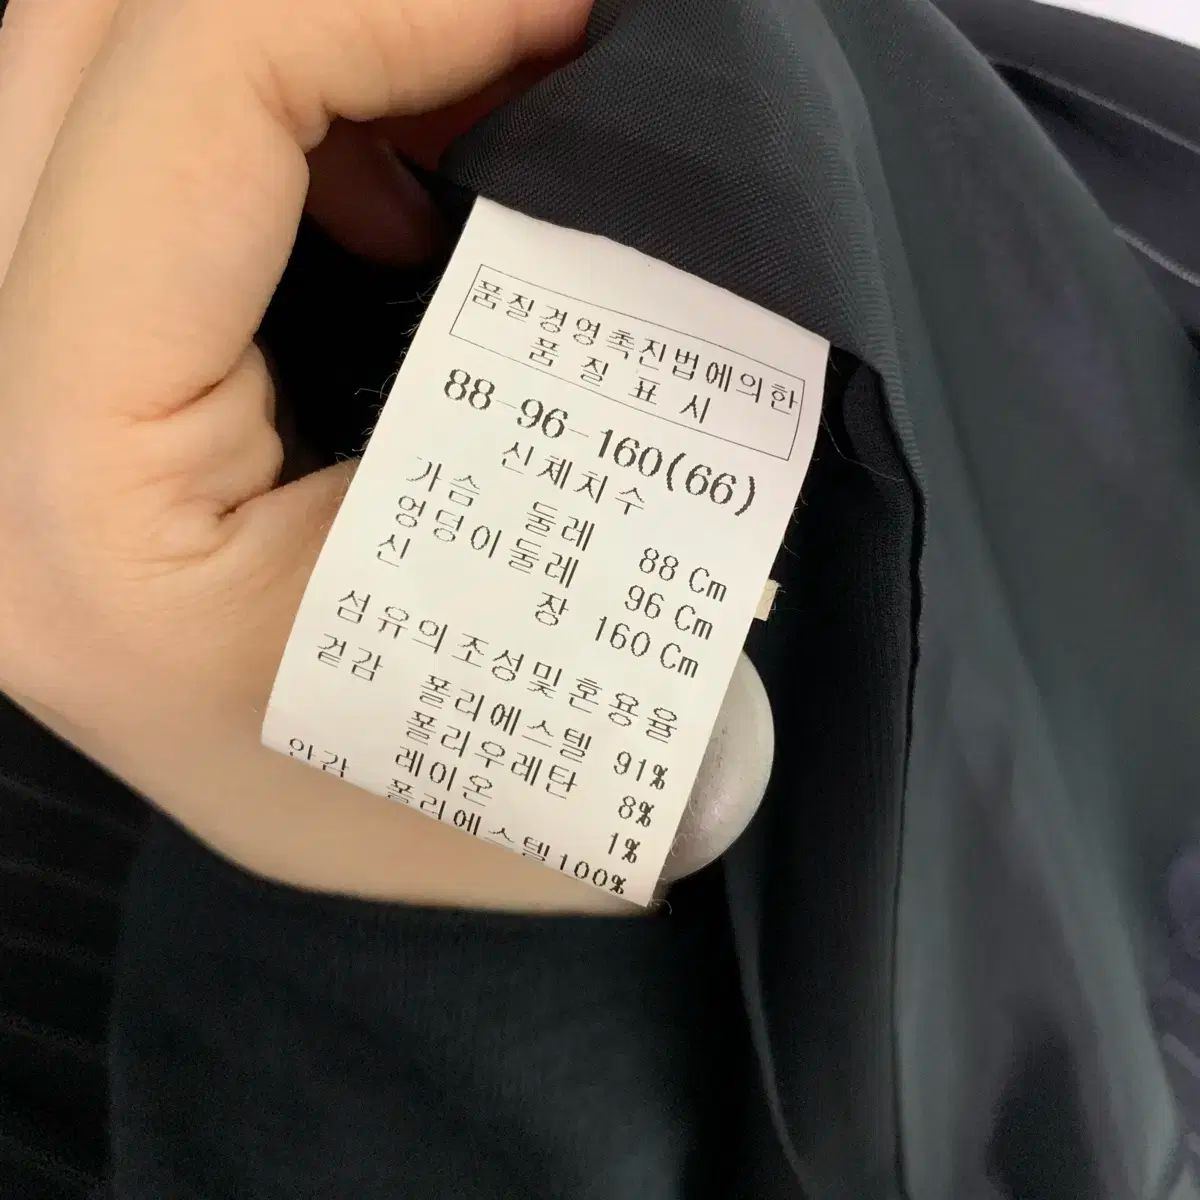 품질경영촉진법에의한
품 질 표 시
88-96-160(66)
신체치수
가슴 둘레 88 Cm
엉덩이둘레 96 Cm
신 장 160 Cm
섬유의조성및혼용율
겉감 폴리에스텔 91%
폴리우레탄 8%
레이온 1%
안감 폴리에스텔100%